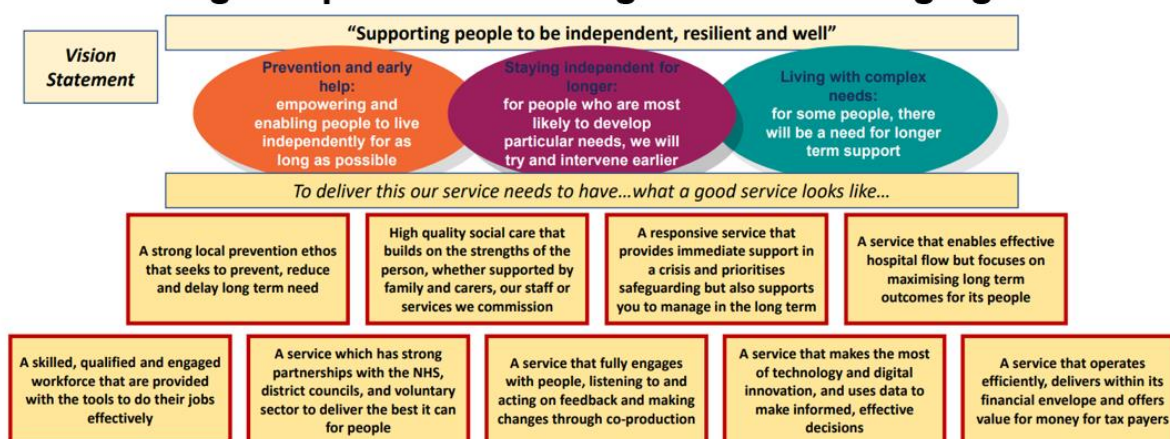 Vision
Statement
“Supporting people to be independent, resilient and well”
Prevention and early
help:
empowering and
enabling people to live
independently for as
long as possible
Staying independent for
longer:
for people who are most
likely to develop
particular needs, we will
try and intervene earlier
Living with complex
needs:
for some people, there
will be a need for longer
term support
To deliver this our service needs to have...what a good service looks like...
A strong local prevention ethos
that seeks to prevent, reduce
and delay long term need
High quality social care that
builds on the strengths of the
person, whether supported by
family and carers, our staff or
services we commission
A responsive service that
provides immediate support in
a crisis and prioritises
safeguarding but also supports
you to manage in the long term
A service that enables effective
hospital flow but focuses on
maximising long term
outcomes for its people
A skilled, qualified and engaged
workforce that are provided
with the tools to do their jobs
effectively
A service which has strong
partnerships with the NHS,
district councils, and voluntary
sector to deliver the best it can
for people
A service that fully engages
with people, listening to and
acting on feedback and making
changes through co-production
A service that makes the most
of technology and digital
innovation, and uses data to
make informed, effective
decisions
A service that operates
efficiently, delivers within its
financial envelope and offers
value for money for tax payers